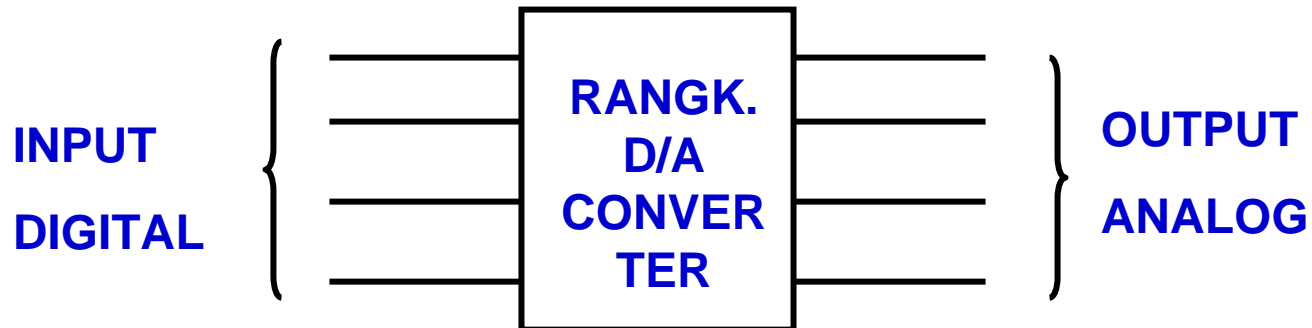 INPUT
DIGITAL
RANGK.
D/A
CONVER
TER
OUTPUT
ANALOG